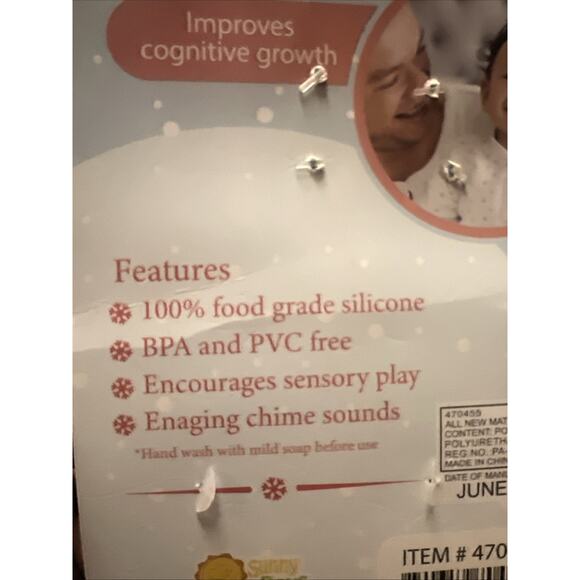 Improves
cognitive growth
Features
100% food grade silicone
BPA and PVC free
Encourages sensory play
Enaging chime sounds
*Hand wash with mild soap before use
470455
ALL NEW MAT
CONTENT: PO
POLYURETH
REG.NO.:PA-
MADE IN CHIN
DATE OF MANU
JUNE
ITEM # 470
Sunny